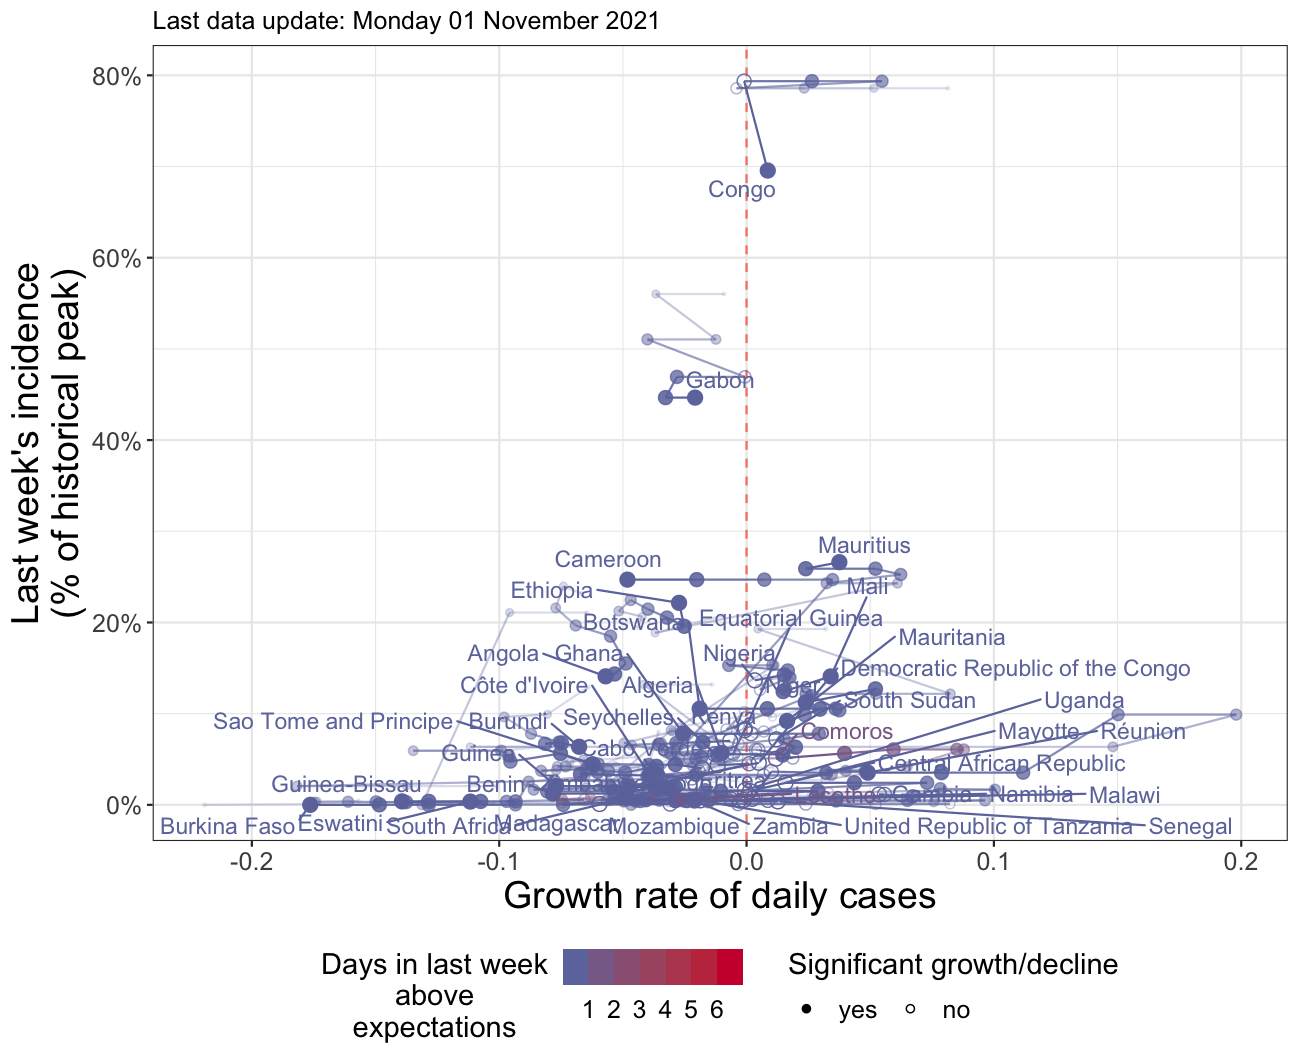 Last data update: Monday 01 November 2021
Last week's incidence
(% of historical peak)
80%
60%
40%
20%
0%
Congo
Gabon
Mauritius
Cameroon
Mali
Ethiopia
Botswana
Equatorial Guinea
Mauritania
Angola
Ghana
Nigeria
Democratic Republic of the Congo
Côte d'Ivoire
Algeria
Niger
South Sudan
Uganda
Sao Tome and Principe
Burundi
Seychelles
Kenya
Comoros
Mayotte
Réunion
Guinea
Cabo Verde
Central African Republic
Guinea-Bissau
Benin
Eritrea
Lesotho
Gambia
Namibia
Malawi
Burkina Faso
Eswatini
South Africa
Madagascar
Mozambique
Zambia
United Republic of Tanzania
Senegal
-0.2
-0.1
0.0
0.1
0.2
Growth rate of daily cases
Days in last week
above
expectations
1 2 3 4 5 6
Significant growth/decline
yes
no